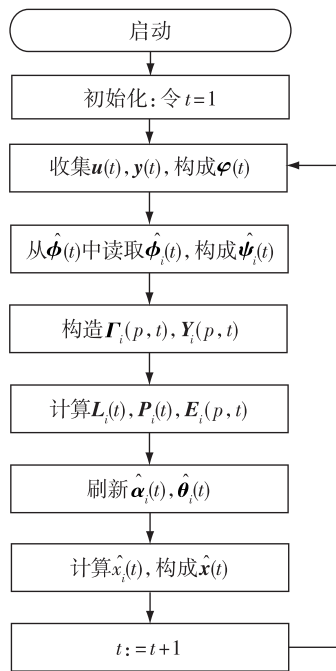 启动
初始化：令t=1
收集u(t),y(t),构成φ(t)
从ϕ̂(t)中读取ϕ̂ᵢ(t),构成ψ̂ᵢ(t)
构造Γᵢ(p,t),Yᵢ(p,t)
计算Lᵢ(t),Pᵢ(t),Eᵢ(p,t)
刷新α̂ᵢ(t),θ̂ᵢ(t)
计算x̂ᵢ(t),构成x̂(t)
t:=t+1